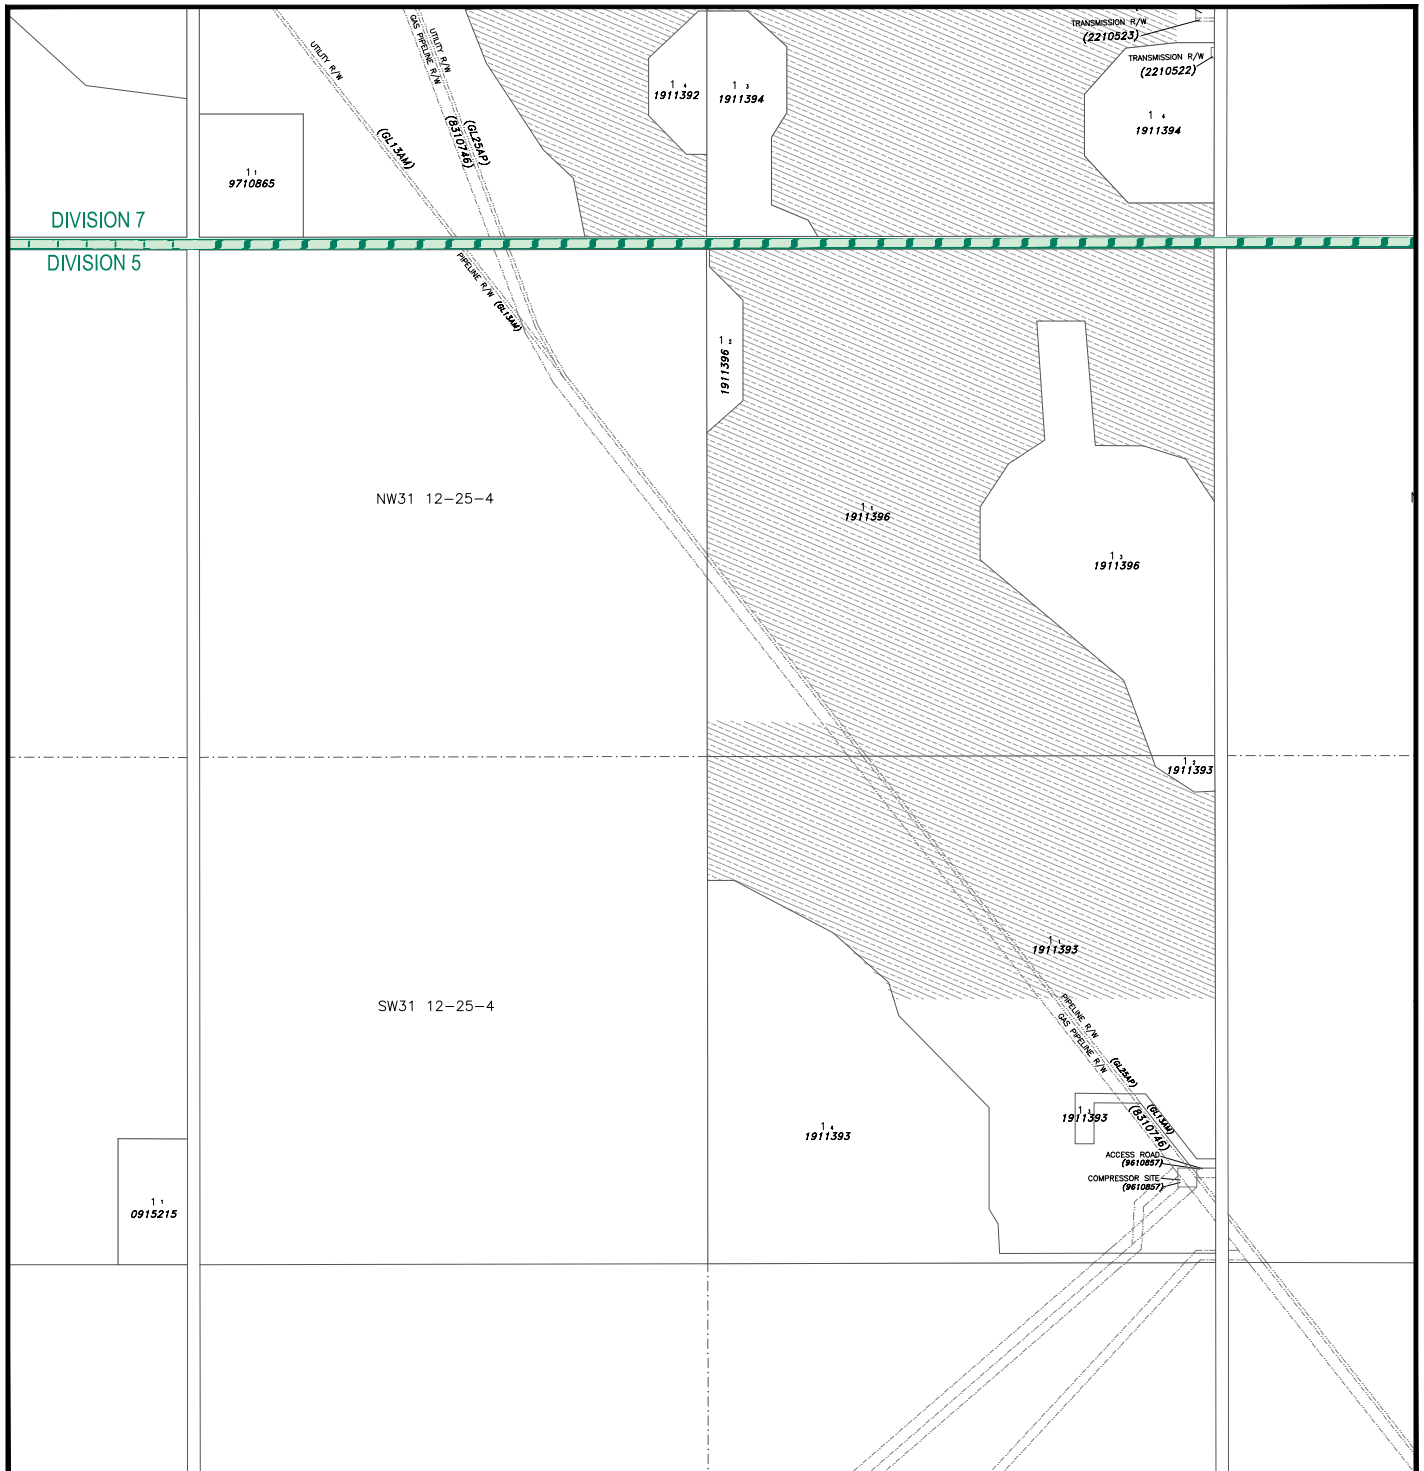 TRANSMISSION R/W
(2210523)
TRANSMISSION R/W
(2210522)
UTILITY R/W
UTILITY R/W
GAS PIPELINE R/W
1 4
1911392
1 3
1911394
1 4
1911394
(GL13AM)
(8310746)
(GL25AP)
1 1
9710865
DIVISION 7
DIVISION 5
PIPELINE R/W (GL13AM)
1 2
1911396
NW31 12-25-4
1 1
1911396
1 3
1911396
1 2
1911393
1 1
1911393
SW31 12-25-4
PIPELINE R/W
GAS PIPELINE R/W
(GL25AP)
(GL13AM)
(8310746)
1 3
1911393
1 4
1911393
ACCESS ROAD
(9610857)
COMPRESSOR SITE
(9610857)
1 1
0915215